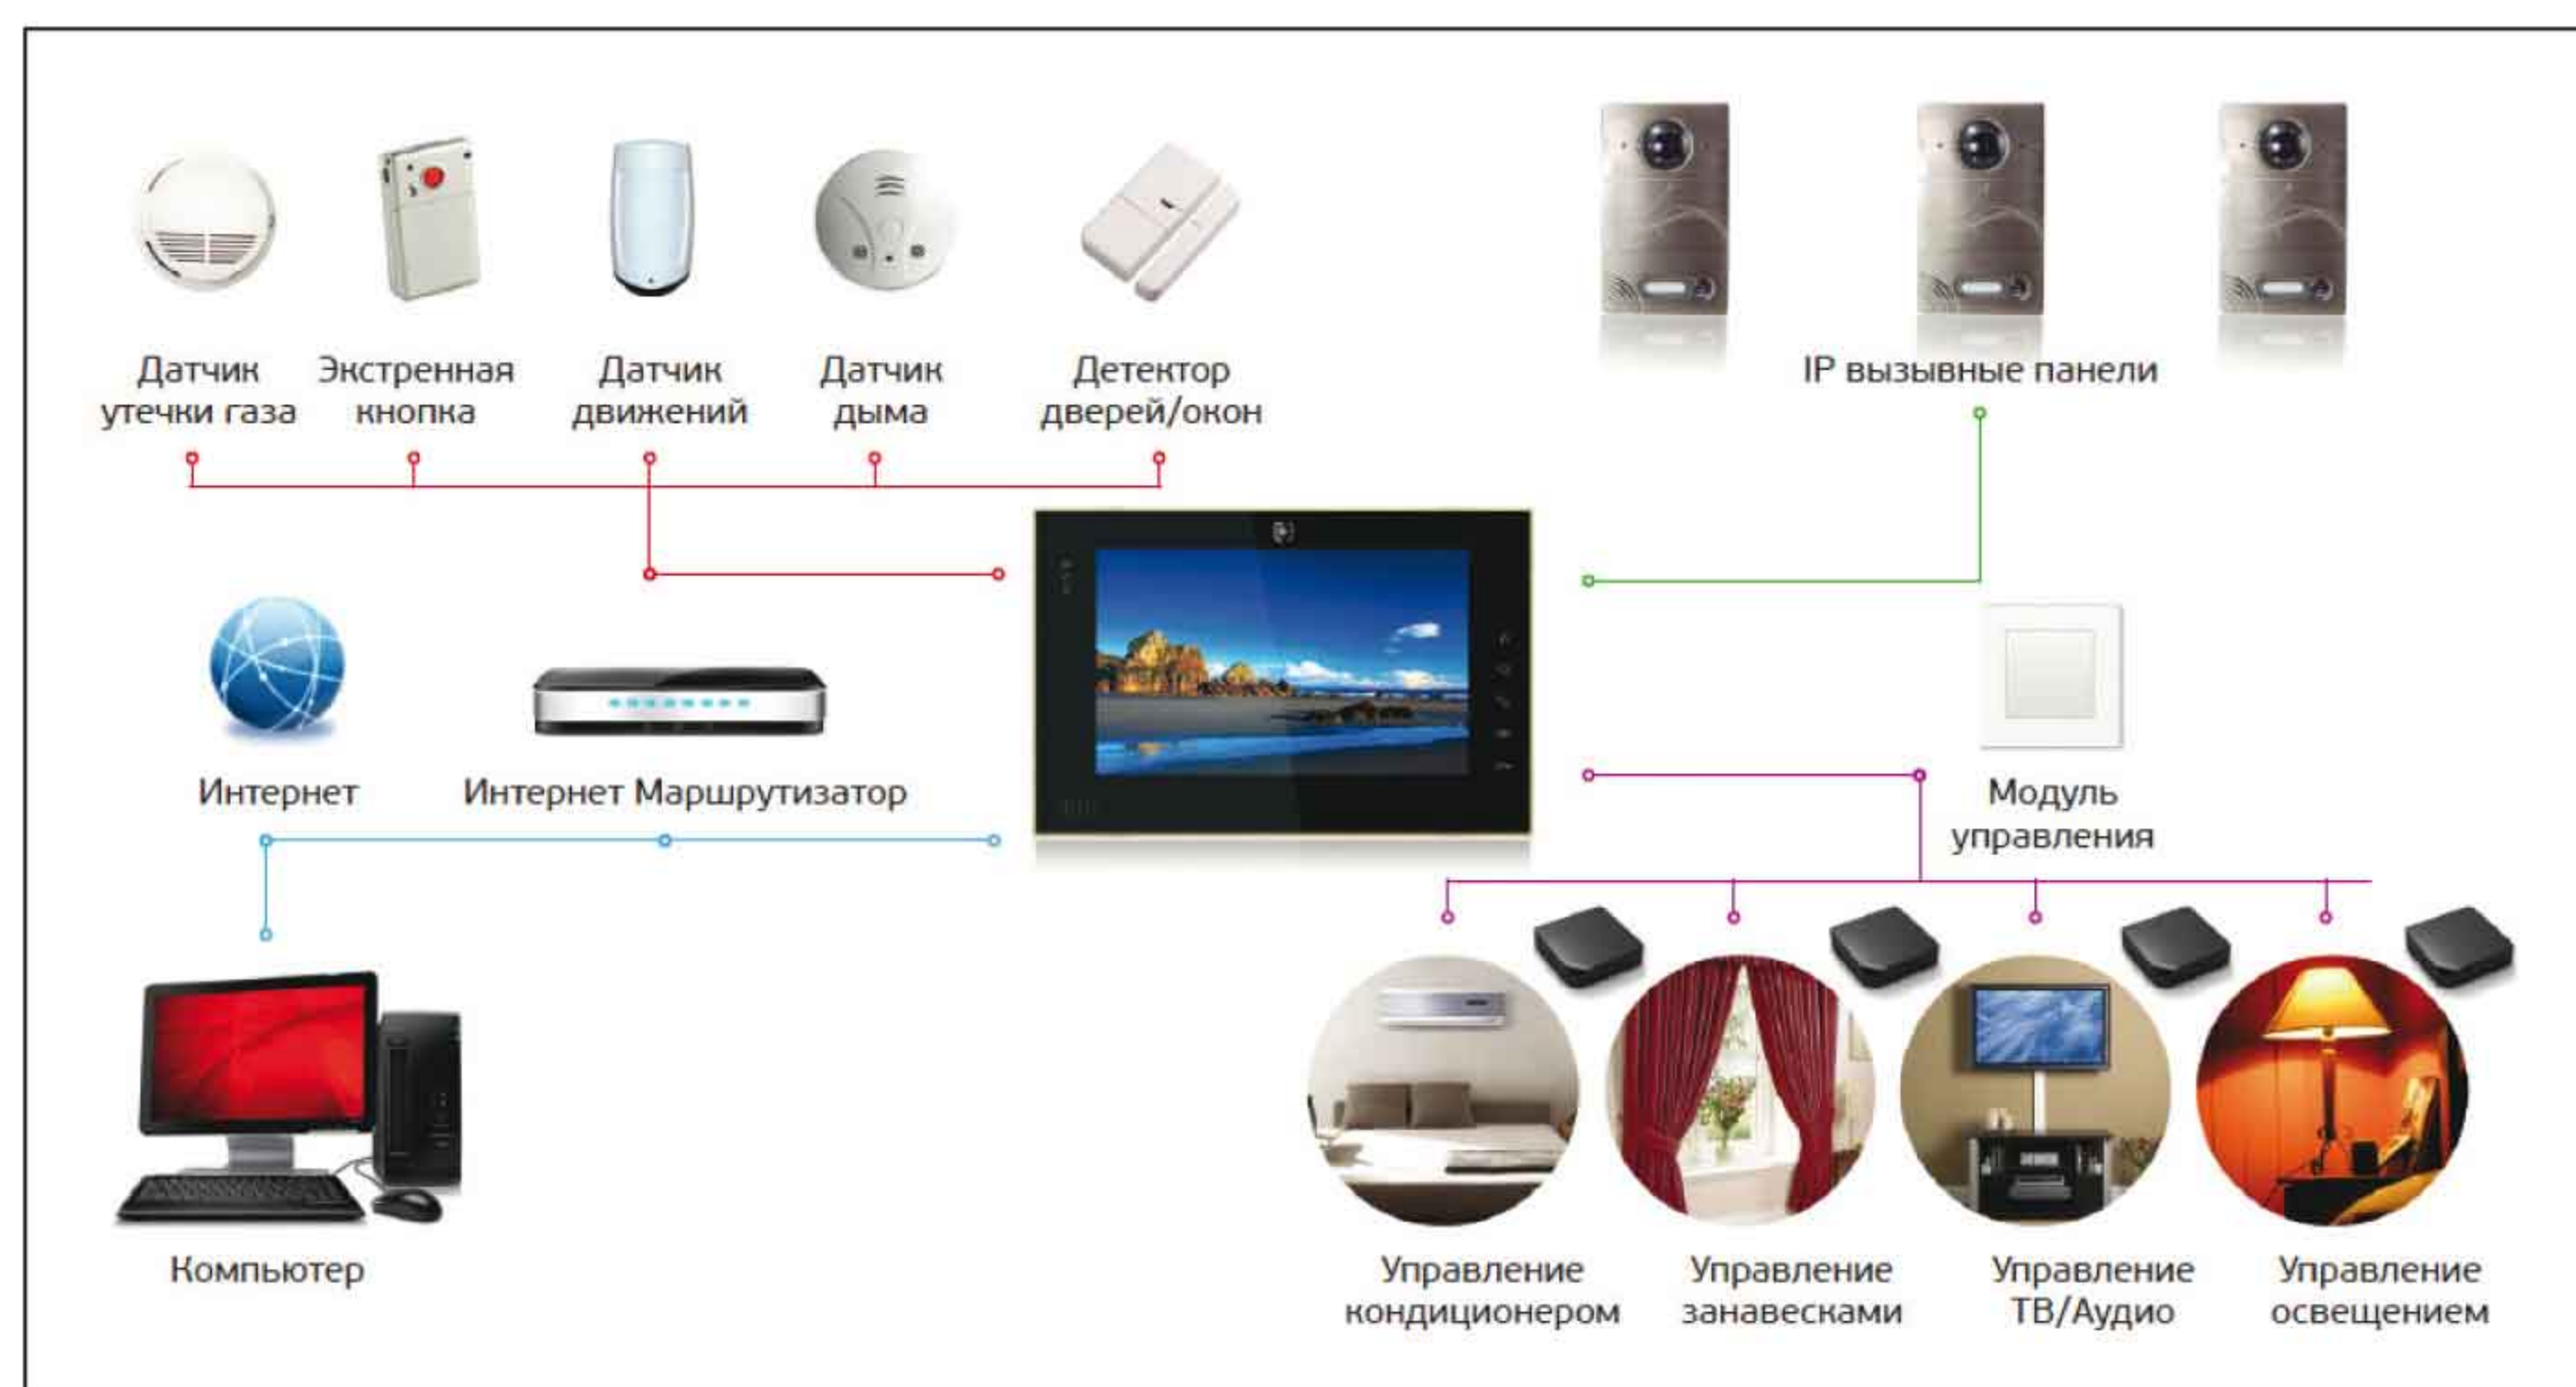 Датчик
утечки газа
Экстренная
кнопка
Датчик
движений
Датчик
дыма
Детектор
дверей/окон
IP вызывные панели
Интернет
Интернет Маршрутизатор
Модуль
управления
Компьютер
Управление
кондиционером
Управление
занавесками
Управление
ТВ/Аудио
Управление
освещением